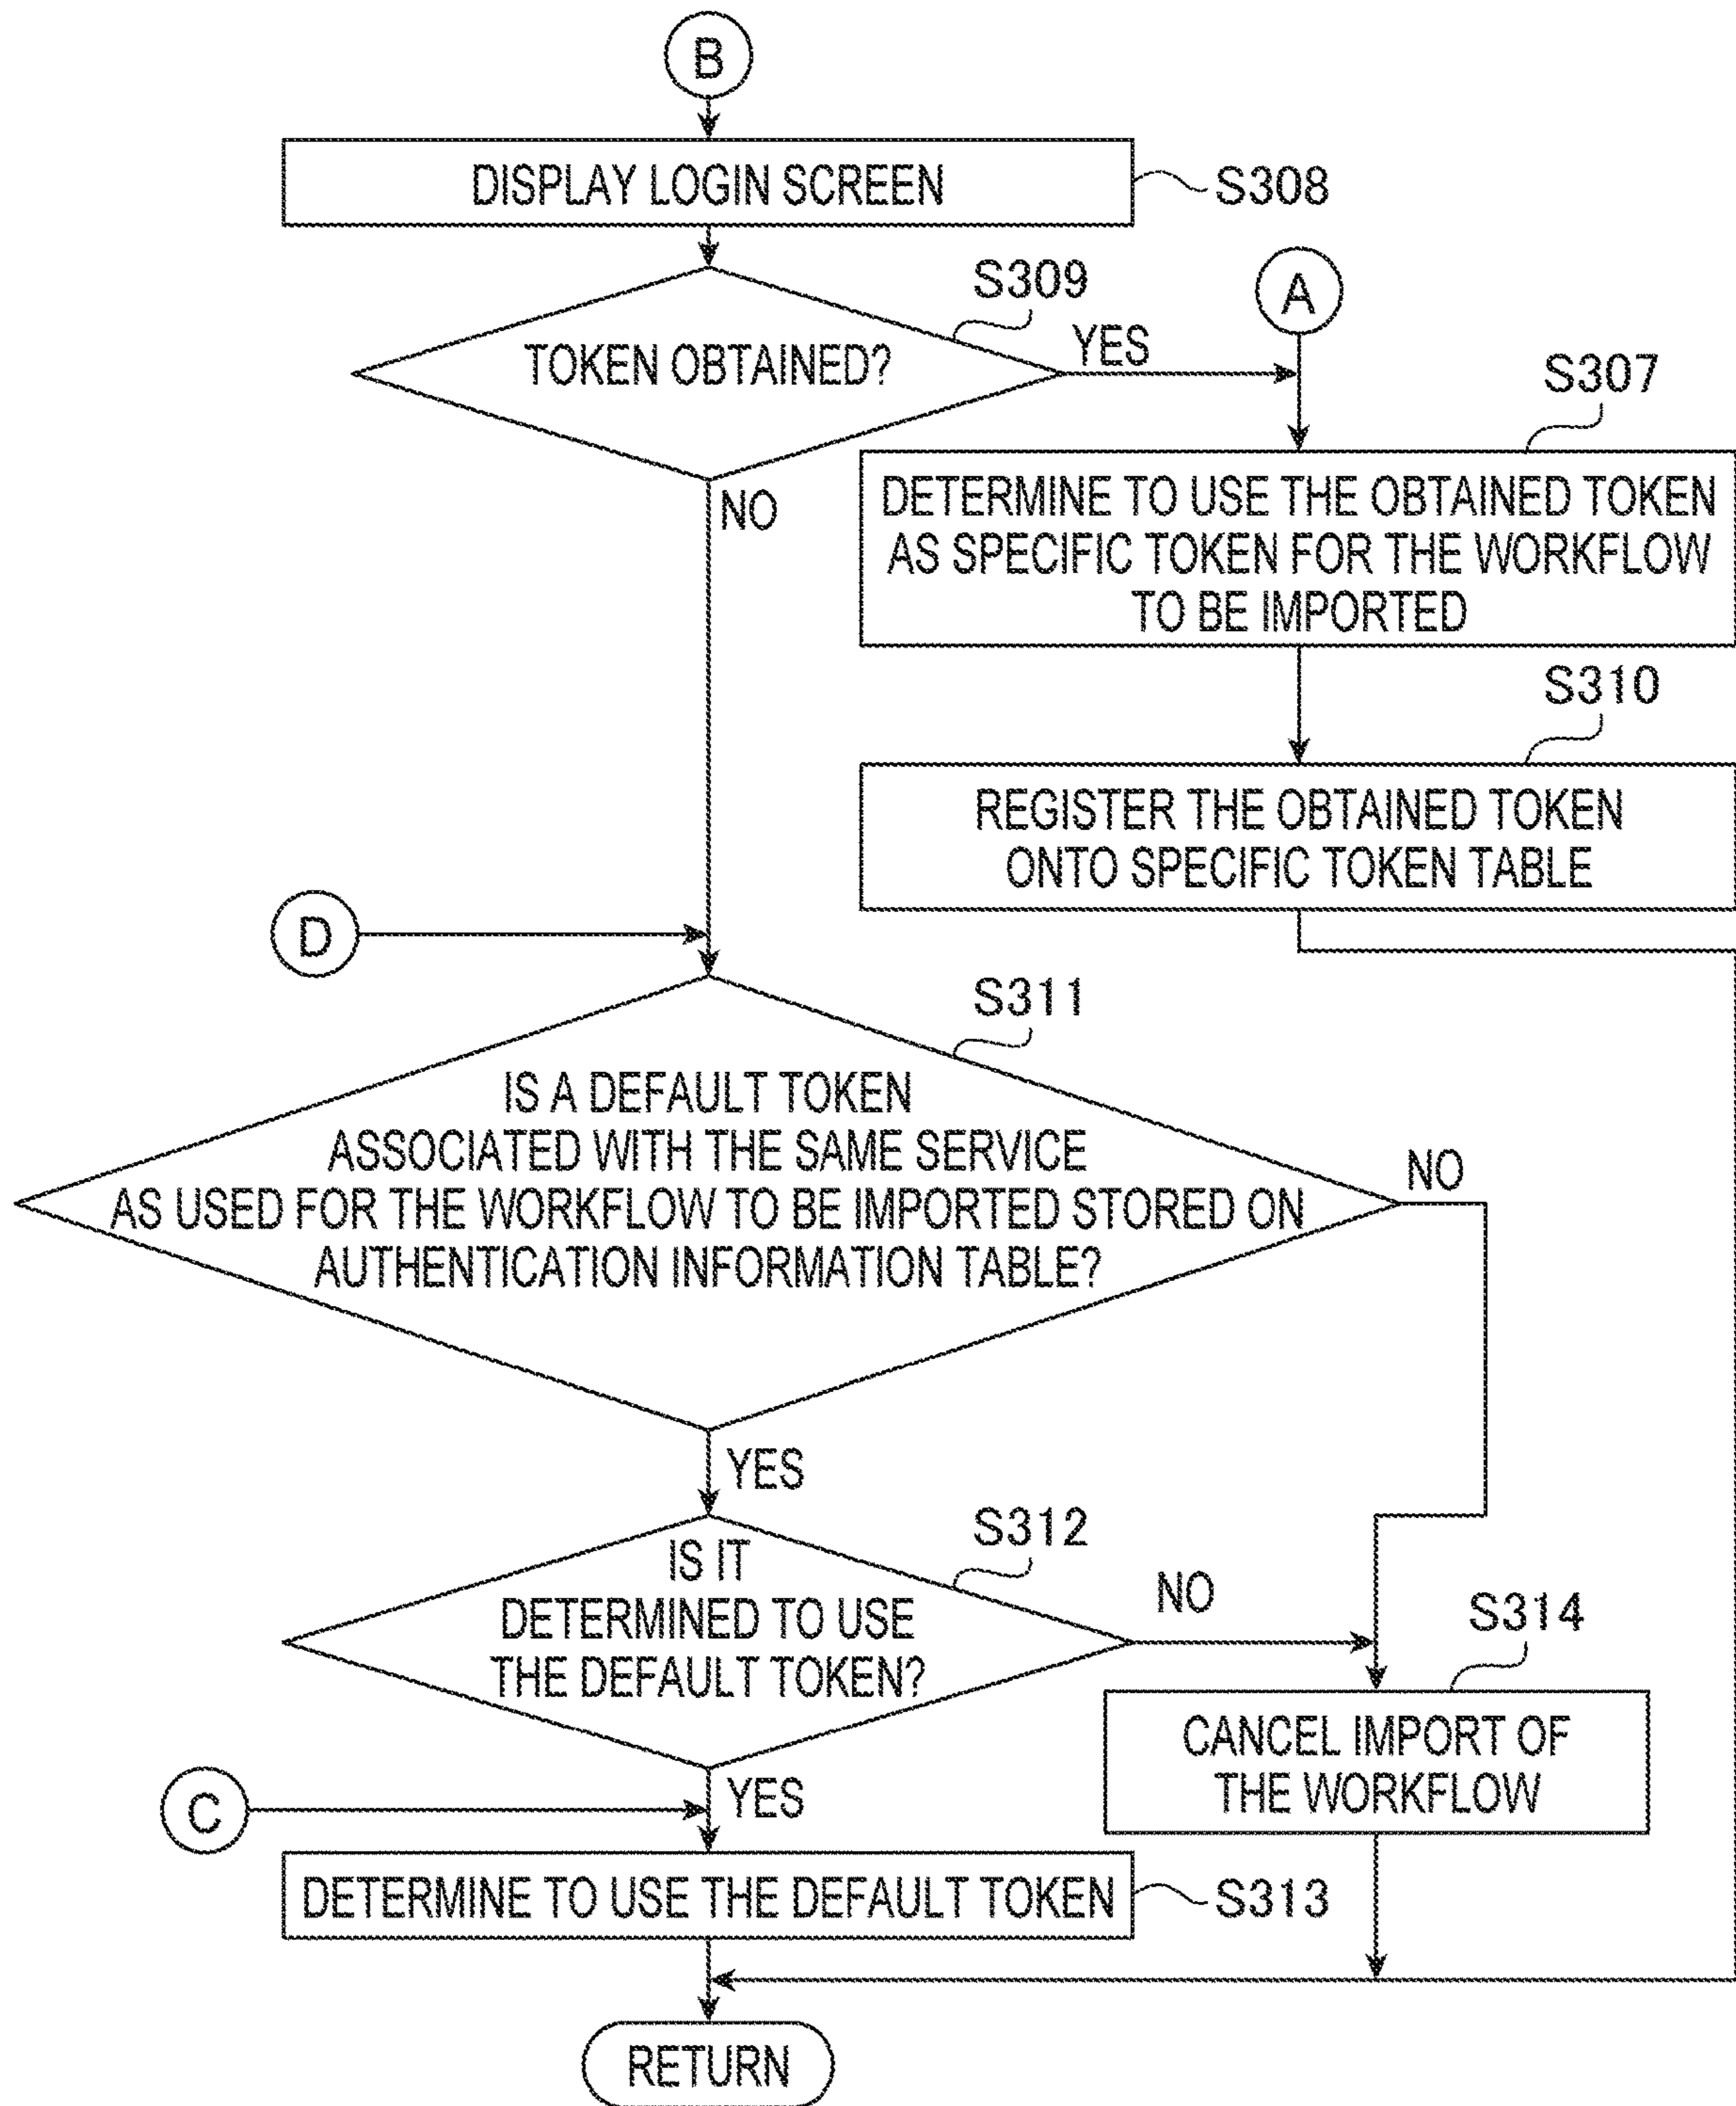 B
DISPLAY LOGIN SCREEN
S308
S309
A
TOKEN OBTAINED?
YES
S307
NO
DETERMINE TO USE THE OBTAINED TOKEN
AS SPECIFIC TOKEN FOR THE WORKFLOW
TO BE IMPORTED
S310
REGISTER THE OBTAINED TOKEN
ONTO SPECIFIC TOKEN TABLE
D
S311
IS A DEFAULT TOKEN
ASSOCIATED WITH THE SAME SERVICE
AS USED FOR THE WORKFLOW TO BE IMPORTED STORED ON
AUTHENTICATION INFORMATION TABLE?
NO
YES
S312
IS IT
DETERMINED TO USE
THE DEFAULT TOKEN?
NO
S314
CANCEL IMPORT OF
THE WORKFLOW
C
YES
DETERMINE TO USE THE DEFAULT TOKEN
S313
RETURN